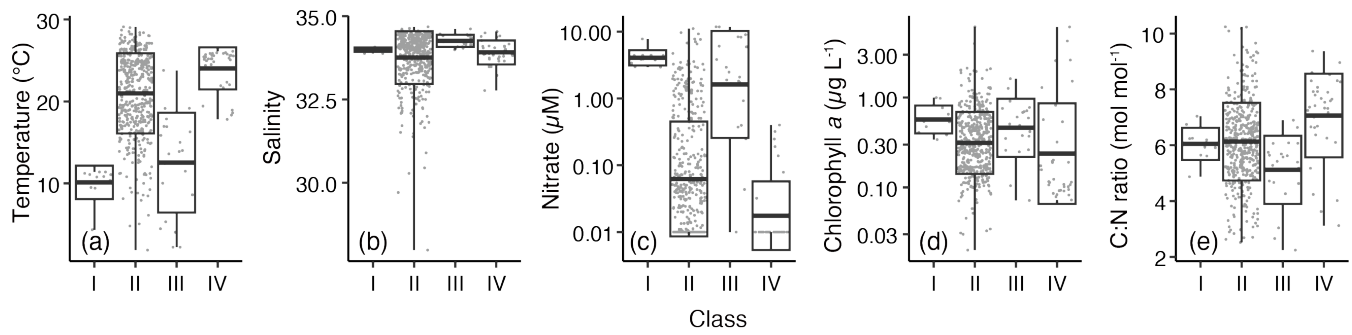 Temperature (°C)
30
20
10
(a)
I II III IV
Salinity
35.0
32.5
30.0
(b)
I II III IV
Nitrate (µM)
10.00
1.00
0.10
0.01
(c)
I II III IV
Chlorophyll a (µg L-1)
3.00
1.00
0.30
0.10
0.03
(d)
I II III IV
C:N ratio (mol mol-1)
10
8
6
4
2
(e)
I II III IV
Class